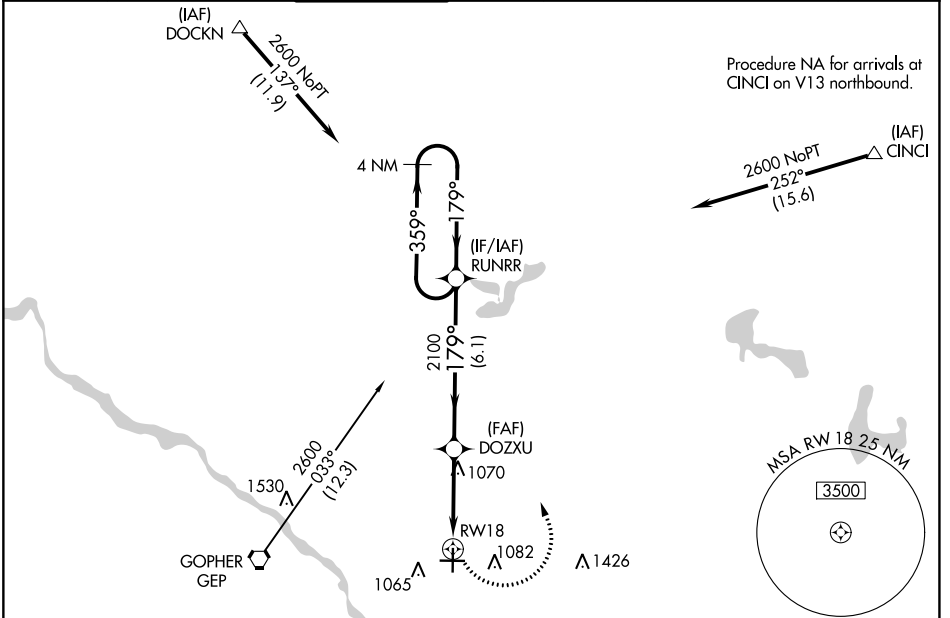 (IAF)
DOCKN
2600 NoPT
137°
(11.9)
Procedure NA for arrivals at
CINCI on V13 northbound.
(IAF)
CINCI
2600 NoPT
252°
(15.6)
4 NM
359°
179°
(IF/IAF)
RUNRR
2100
179°
(6.1)
(FAF)
DOZXU
1070
2600
033°
(12.3)
1530
GOPHER
GEP
RW18
1082
1426
1065
MSA RW 18 25 NM
3500